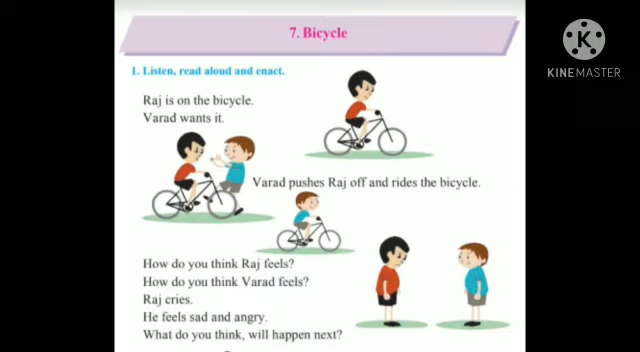 7. Bicycle
K
KINEMASTER
1. Listen, read aloud and enact.
Raj is on the bicycle.
Varad wants it.
Varad pushes Raj off and rides the bicycle.
How do you think Raj feels?
How do you think Varad feels?
Raj cries.
He feels sad and angry.
What do you think, will happen next?